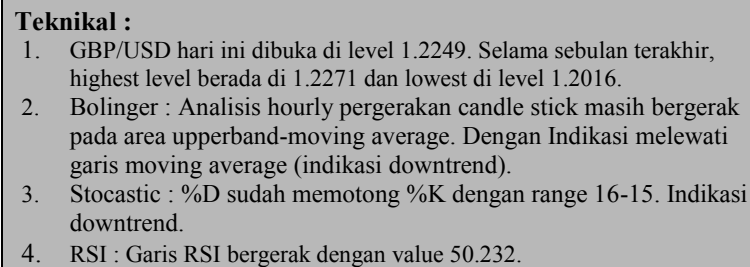 Teknikal :
1. GBP/USD hari ini dibuka di level 1.2249. Selama sebulan terakhir,
highest level berada di 1.2271 dan lowest di level 1.2016.
2. Bolinger : Analisis hourly pergerakan candle stick masih bergerak
pada area upperband-moving average. Dengan Indikasi melewati
garis moving average (indikasi downtrend).
3. Stocastic : %D sudah memotong %K dengan range 16-15. Indikasi
downtrend.
4. RSI : Garis RSI bergerak dengan value 50.232.